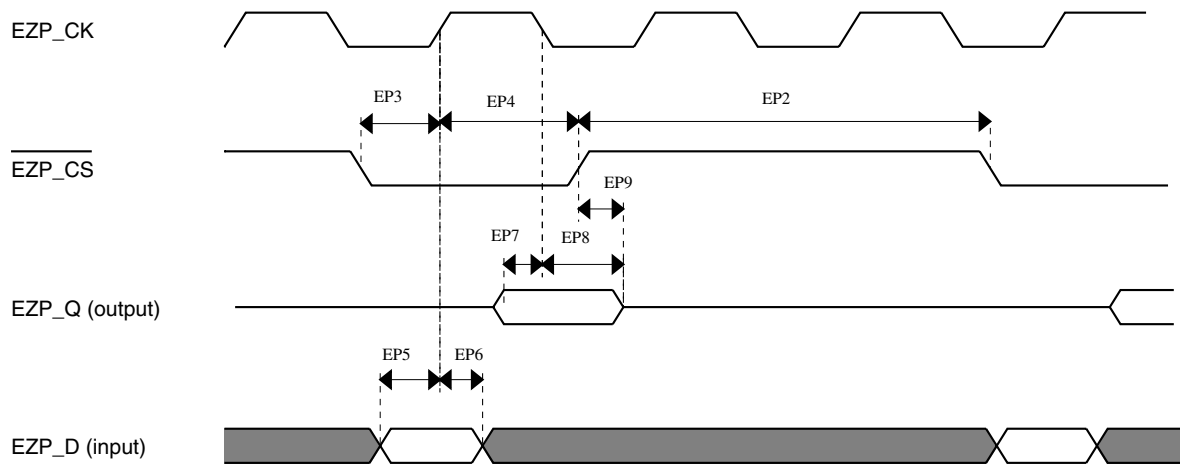 EZP_CK
EP3
EP4
EP2
EZP_CS
EP9
EP7
EP8
EZP_Q (output)
EP5
EP6
EZP_D (input)